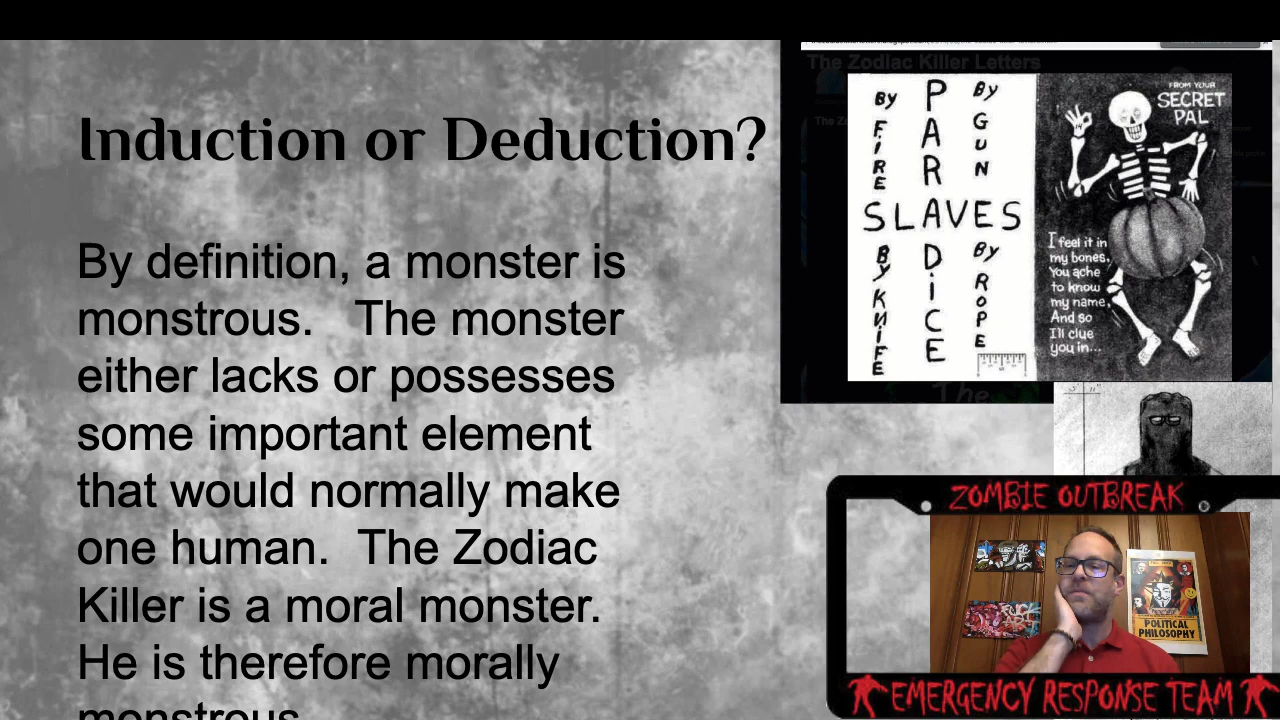 The Zodiac Killer Letters
Induction or Deduction?
By definition, a monster is
monstrous. The monster
either lacks or possesses
some important element
that would normally make
one human. The Zodiac
Killer is a moral monster.
He is therefore morally
monstrous
BY FIRE
PARADiCE
By GUN
SLAVES
By KNiFE
By ROPE
FROM YOUR
SECRET
PAL
I feel it in
my bones,
You ache
to know
my name,
And so
I'll clue
you in...
The
ZOMBIE OUTBREAK
POLITICAL
PHILOSOPHY
EMERGENCY RESPONSE TEAM